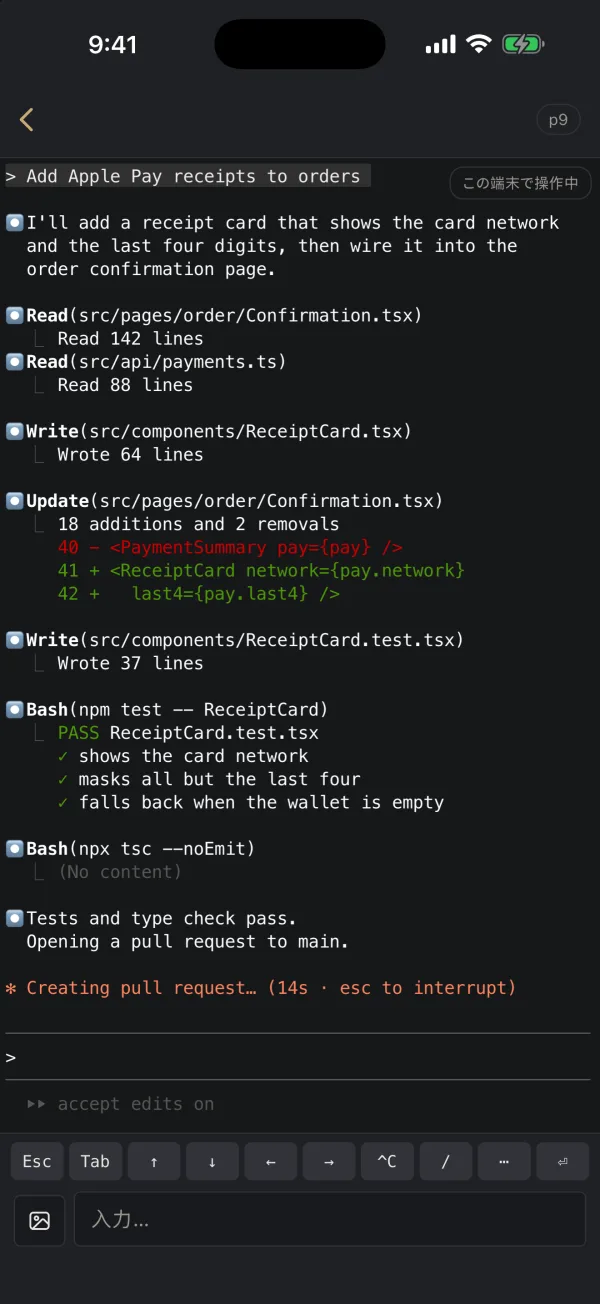 9:41
p9
> Add Apple Pay receipts to orders
この端末で操作中
I'll add a receipt card that shows the card network
and the last four digits, then wire it into the
order confirmation page.
Read(src/pages/order/Confirmation.tsx)
Read 142 lines
Read(src/api/payments.ts)
Read 88 lines
Write(src/components/ReceiptCard.tsx)
Wrote 64 lines
Update(src/pages/order/Confirmation.tsx)
18 additions and 2 removals
40 - <PaymentSummary pay={pay} />
41 + <ReceiptCard network={pay.network}
42 +   last4={pay.last4} />
Write(src/components/ReceiptCard.test.tsx)
Wrote 37 lines
Bash(npm test -- ReceiptCard)
PASS ReceiptCard.test.tsx
✓ shows the card network
✓ masks all but the last four
✓ falls back when the wallet is empty
Bash(npx tsc --noEmit)
(No content)
Tests and type check pass.
Opening a pull request to main.
✻ Creating pull request… (14s · esc to interrupt)
>
▸▸ accept edits on
Esc Tab ↑ ↓ ← → ^C / ⋯ ⏎
入力...